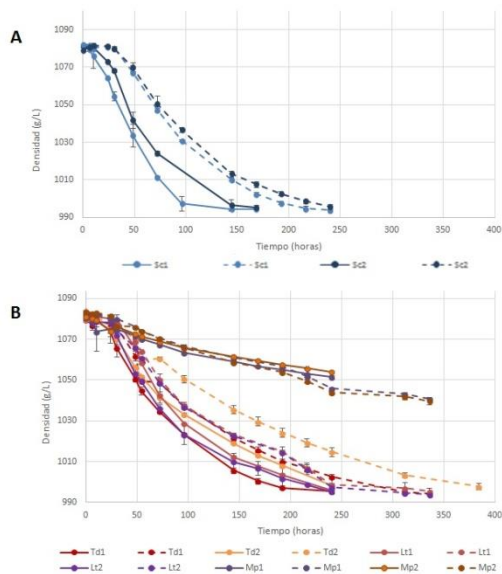 A
1090
1070
1050
1030
1010
990
Densidad (g/L)
0 50 100 150 200 250 300 350 400
Tiempo (horas)
Sc1 Sc1 Sc2 Sc2
B
1090
1070
1050
1030
1010
990
Densidad (g/L)
0 50 100 150 200 250 300 350 400
Tiempo (horas)
Td1 Td1 Td2 Td2 Lt1 Lt1
Lt2 Lt2 Mp1 Mp1 Mp2 Mp2